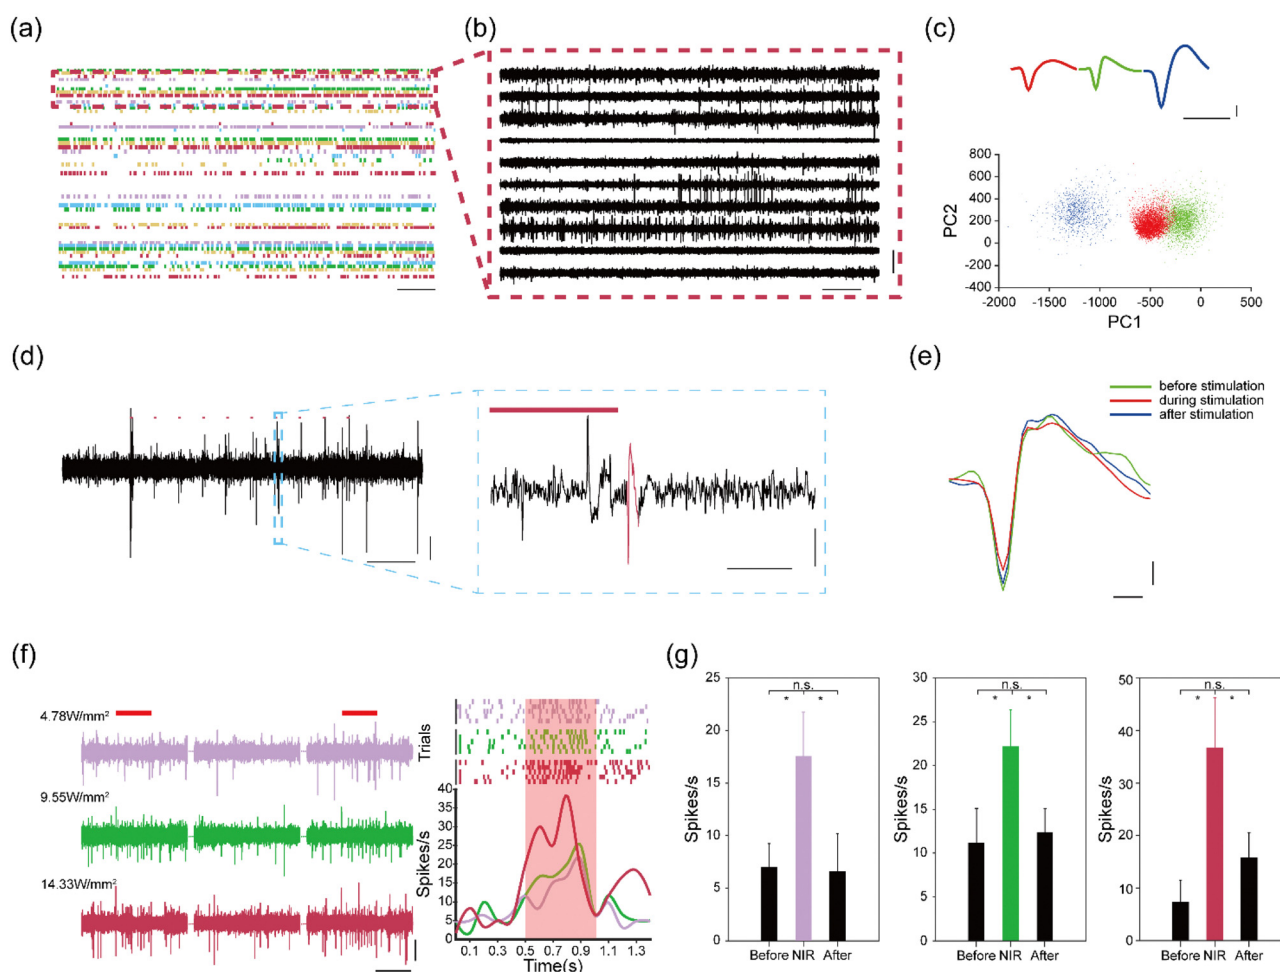 (a)
(b)
(c)
800
600
400
200
0
-200
-400
PC2
-2000 -1500 -1000 -500 0 500
PC1
(d)
(e)
before stimulation
during stimulation
after stimulation
(f)
4.78W/mm²
9.55W/mm²
14.33W/mm²
Trials
40
35
30
25
20
15
10
5
0
Spikes/s
0.1 0.3 0.5 0.7 0.9 1.1 1.3
Time(s)
(g)
25
20
15
10
5
0
Spikes/s
n.s.
* *
Before NIR After
30
25
20
15
10
5
0
Spikes/s
n.s.
* *
Before NIR After
50
40
30
20
10
0
Spikes/s
n.s.
* *
Before NIR After